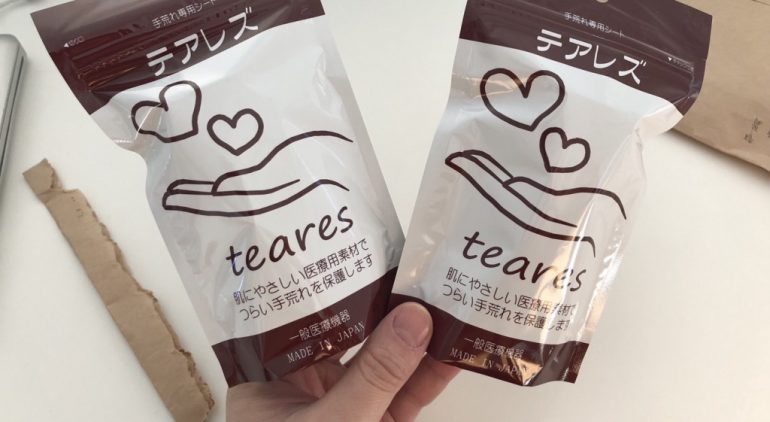 手荒れ専用シート
テアレズ
teares
肌にやさしい医療用素材で
つらい手荒れを保護します
一般医療機器
MADE IN JAPAN
手荒れ専用シート
テアレズ
teares
肌にやさしい医療用素材で
つらい手荒れを保護します
一般医療機器
MADE IN JAPAN